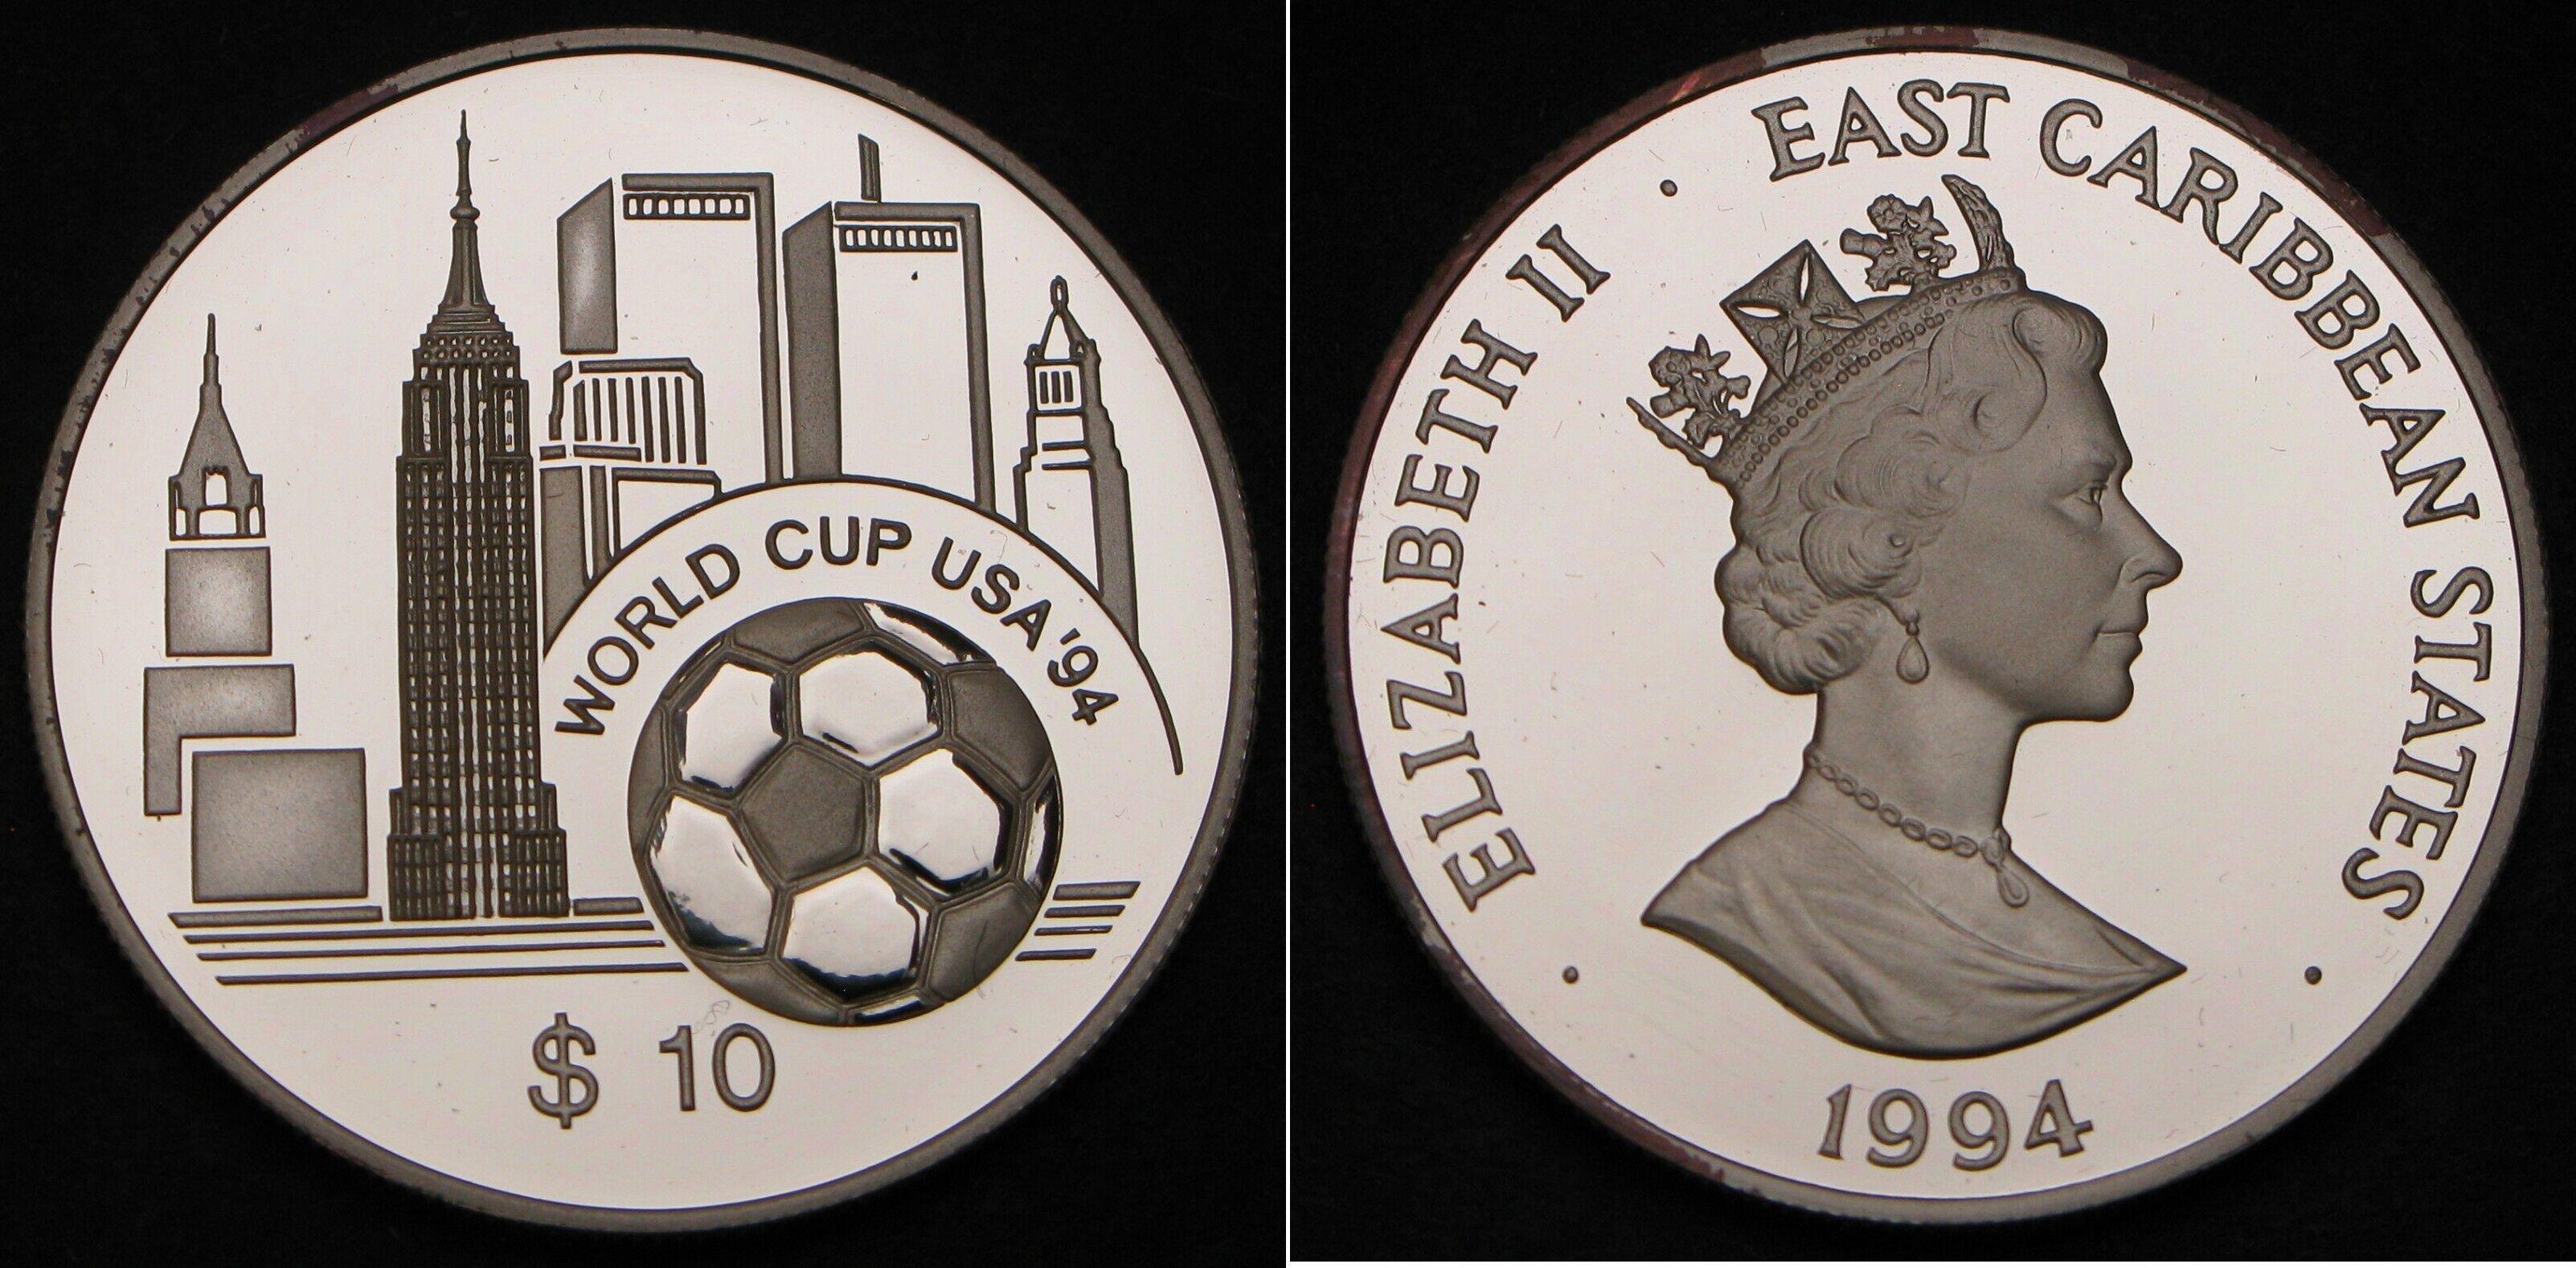 WORLD CUP USA'94
$ 10
ELIZABETH II · EAST CARIBBEAN STATES
· 1994 ·